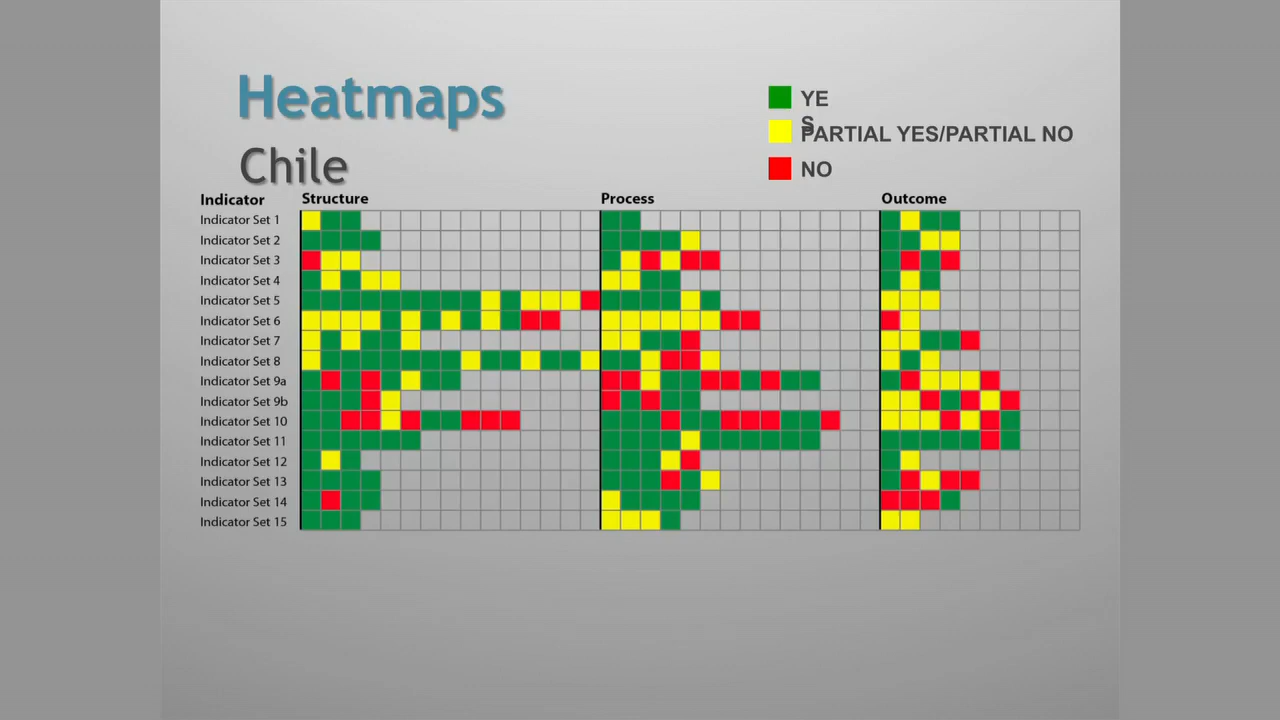 Heatmaps
Chile
YE
S
PARTIAL YES/PARTIAL NO
NO
Indicator Structure Process Outcome
Indicator Set 1
Indicator Set 2
Indicator Set 3
Indicator Set 4
Indicator Set 5
Indicator Set 6
Indicator Set 7
Indicator Set 8
Indicator Set 9a
Indicator Set 9b
Indicator Set 10
Indicator Set 11
Indicator Set 12
Indicator Set 13
Indicator Set 14
Indicator Set 15